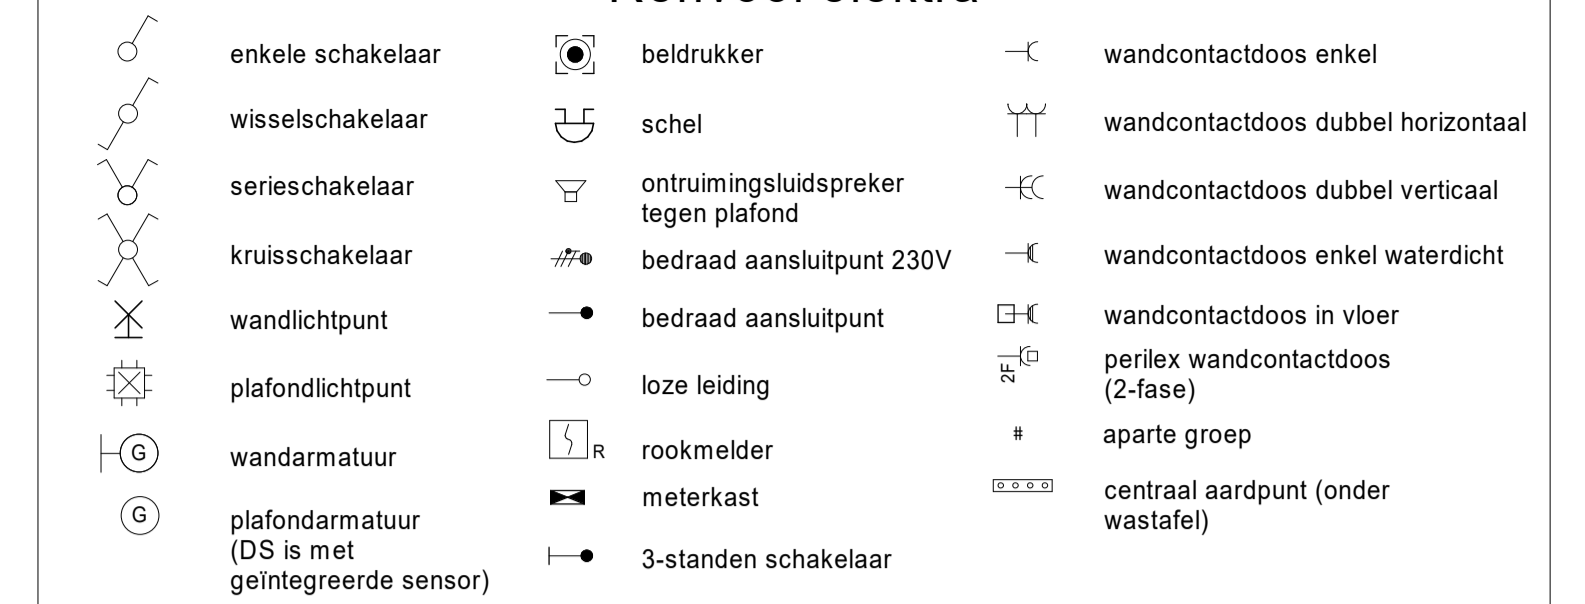 enkele schakelaar
wisselschakelaar
serieschakelaar
kruisschakelaar
wandlichtpunt
plafondlichtpunt
G
wandarmatuur
G
plafondarmatuur
(DS is met
geïntegreerde sensor)
beldrukker
schel
ontruimingsluidspreker
tegen plafond
bedraad aansluitpunt 230V
bedraad aansluitpunt
loze leiding
R
rookmelder
meterkast
3-standen schakelaar
wandcontactdoos enkel
wandcontactdoos dubbel horizontaal
wandcontactdoos dubbel verticaal
wandcontactdoos enkel waterdicht
wandcontactdoos in vloer
2F
perilex wandcontactdoos
(2-fase)
#
aparte groep
centraal aardpunt (onder
wastafel)